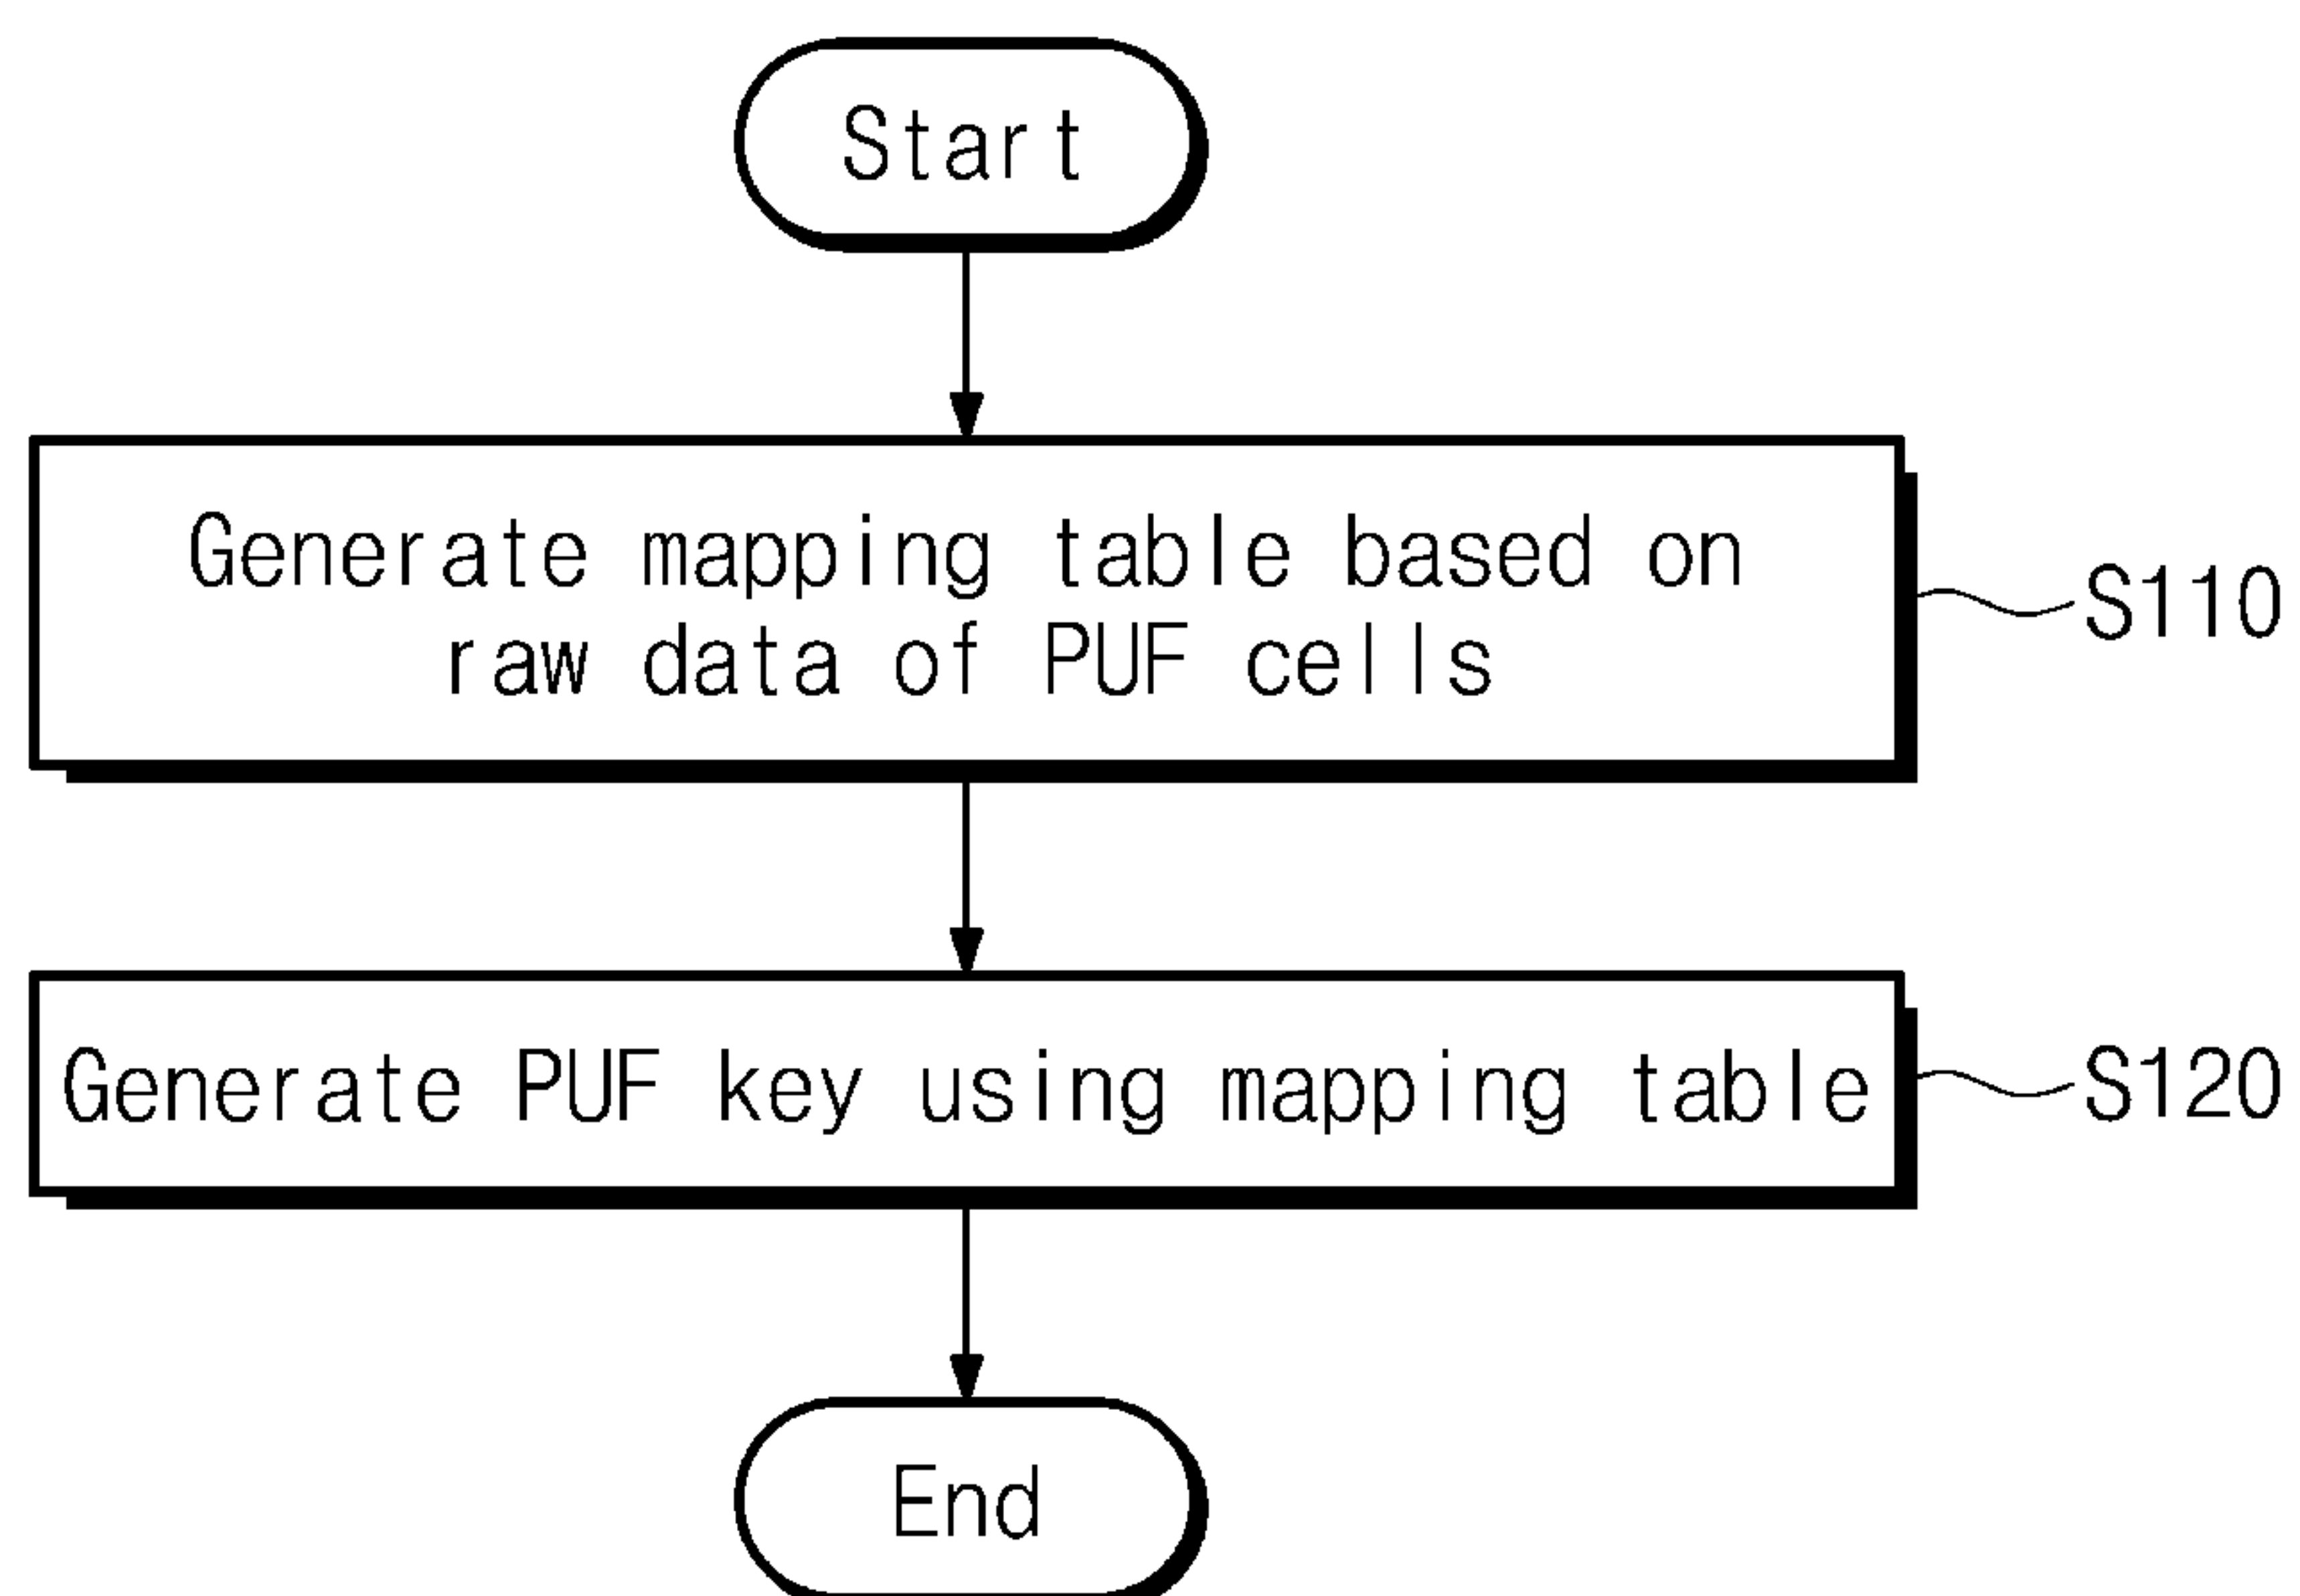 Start
Generate mapping table based on
raw data of PUF cells
S110
Generate PUF key using mapping table
S120
End